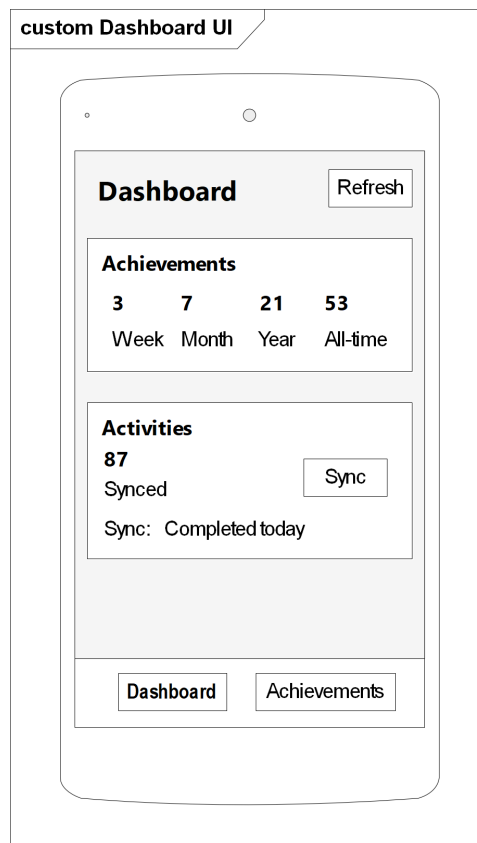 custom Dashboard UI
Dashboard Refresh
Achievements
3 7 21 53
Week Month Year All-time
Activities
87
Synced Sync
Sync: Completed today
Dashboard Achievements